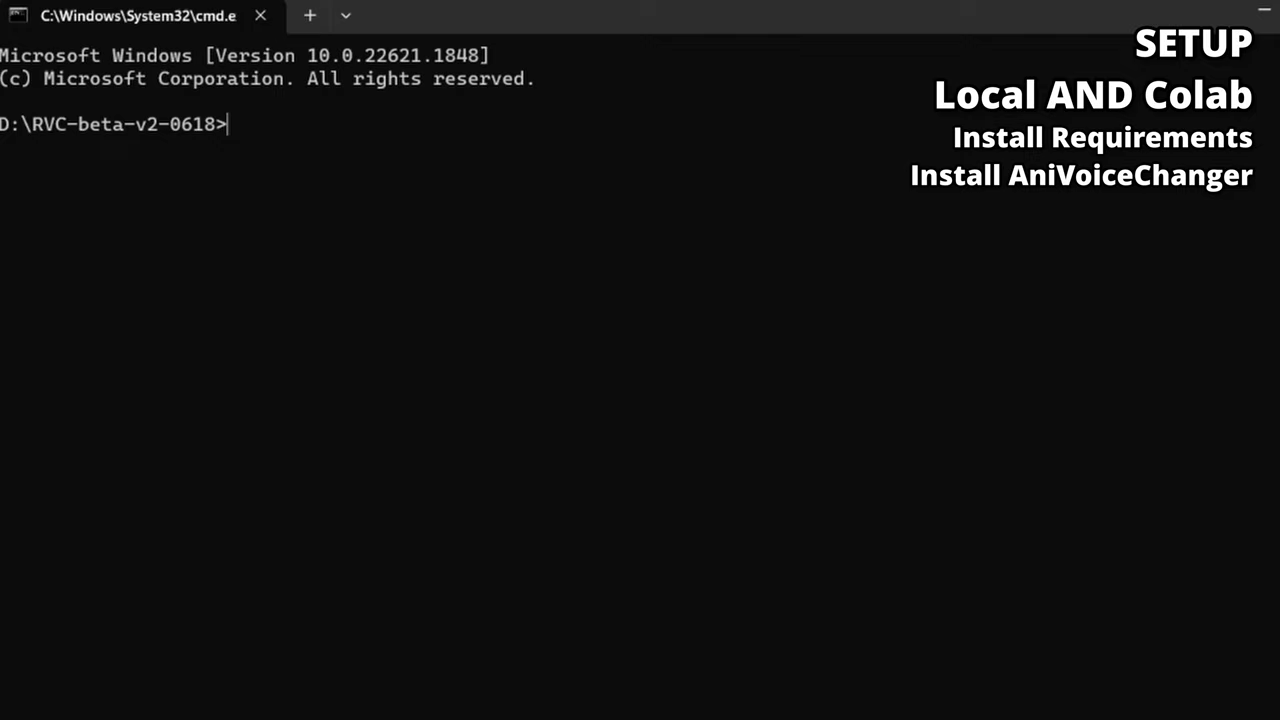 C:\Windows\System32\cmd.e
Microsoft Windows [Version 10.0.22621.1848]
(c) Microsoft Corporation. All rights reserved.
D:\RVC-beta-v2-0618>
SETUP
Local AND Colab
Install Requirements
Install AniVoiceChanger